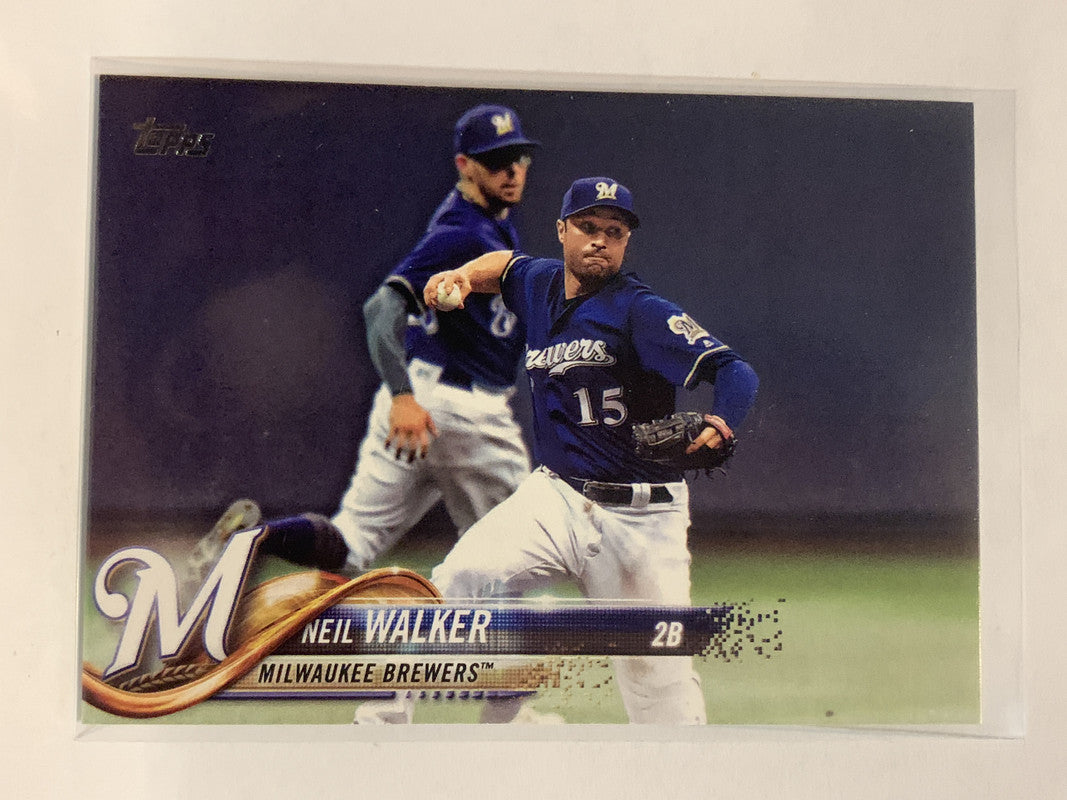 Topps
M
M
M
Brewers
15
M
NEIL WALKER 2B
MILWAUKEE BREWERS™